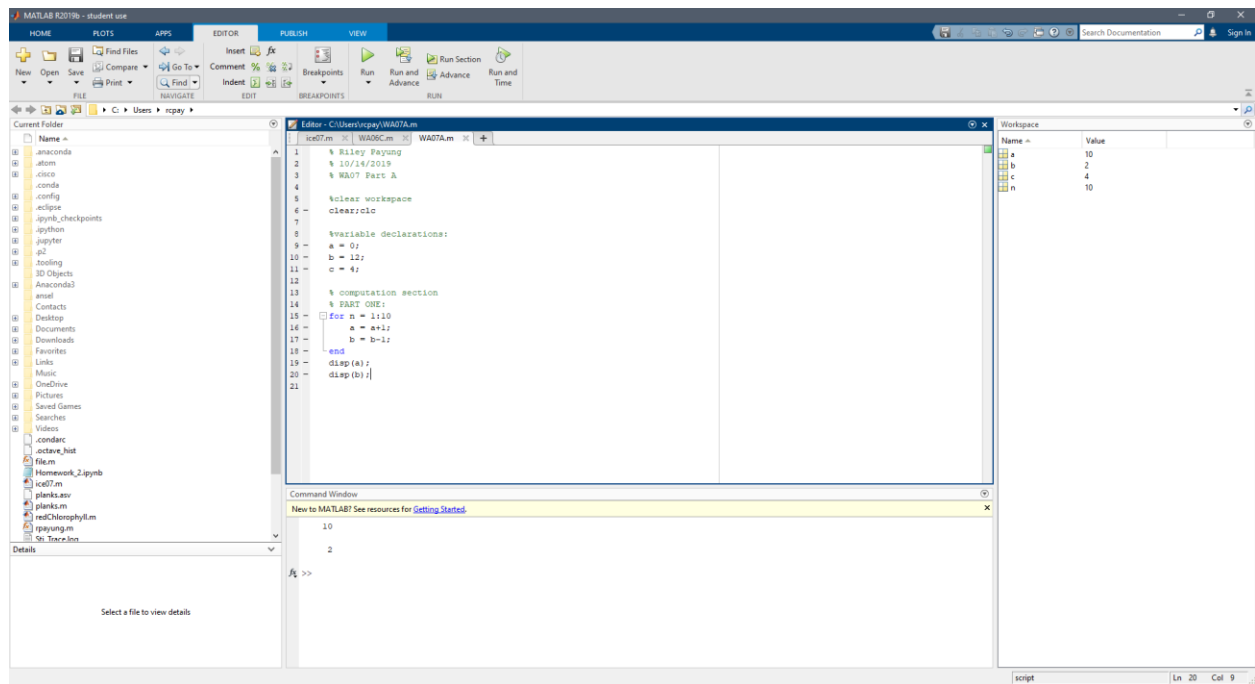 MATLAB R2019b - student use
HOME PLOTS APPS EDITOR PUBLISH VIEW Search Documentation Sign In
New Open Save Find Files Compare Print Go To Find Insert fx Comment Indent Breakpoints Run Run and Advance Run Section Advance Run and Time
FILE NAVIGATE EDIT BREAKPOINTS RUN
C: Users rcpay
Current Folder
Name
.anaconda
.atom
.cisco
.conda
.config
.eclipse
.ipynb_checkpoints
.ipython
.jupyter
.p2
.tooling
3D Objects
Anaconda3
ansel
Contacts
Desktop
Documents
Downloads
Favorites
Links
Music
OneDrive
Pictures
Saved Games
Searches
Videos
.condarc
.octave_hist
file.m
Homework_2.ipynb
ice07.m
planks.asv
planks.m
redChlorophyll.m
rpayung.m
Sti_Trace.log
Details
Select a file to view details
Editor - C:\Users\rcpay\WA07A.m
ice07.m WA06C.m WA07A.m +
1 % Riley Payung
2 % 10/14/2019
3 % WA07 Part A
4
5 %clear workspace
6 - clear;clc
7
8 %variable declarations:
9 - a = 0;
10 - b = 12;
11 - c = 4;
12
13 % computation section
14 % PART ONE:
15 - for n = 1:10
16 - a = a+1;
17 - b = b-1;
18 - end
19 - disp(a);
20 - disp(b);
21
Command Window
New to MATLAB? See resources for Getting Started.
10
2
fx >>
Workspace
Name Value
a 10
b 2
c 4
n 10
script Ln 20 Col 9